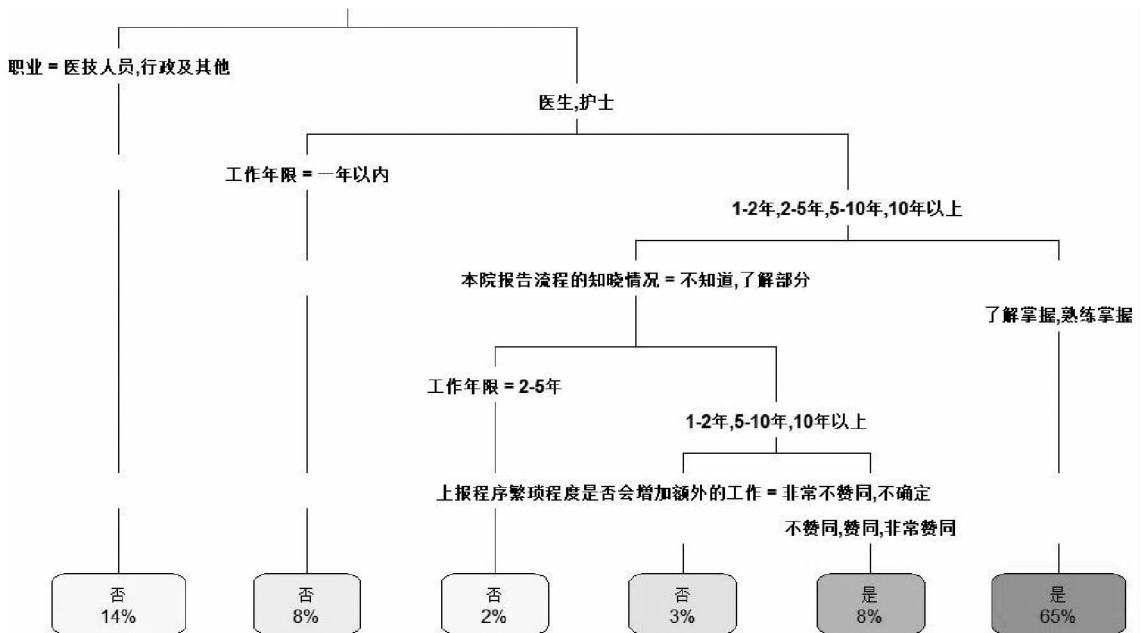 职业 = 医技人员,行政及其他
医生,护士
工作年限 = 一年以内
1-2年,2-5年,5-10年,10年以上
本院报告流程的知晓情况 = 不知道,了解部分
了解掌握,熟练掌握
工作年限 = 2-5年
1-2年,5-10年,10年以上
上报程序繁琐程度是否会增加额外的工作 = 非常不赞同,不确定
不赞同,赞同,非常赞同
否 否 否 否 是 是
14% 8% 2% 3% 8% 65%